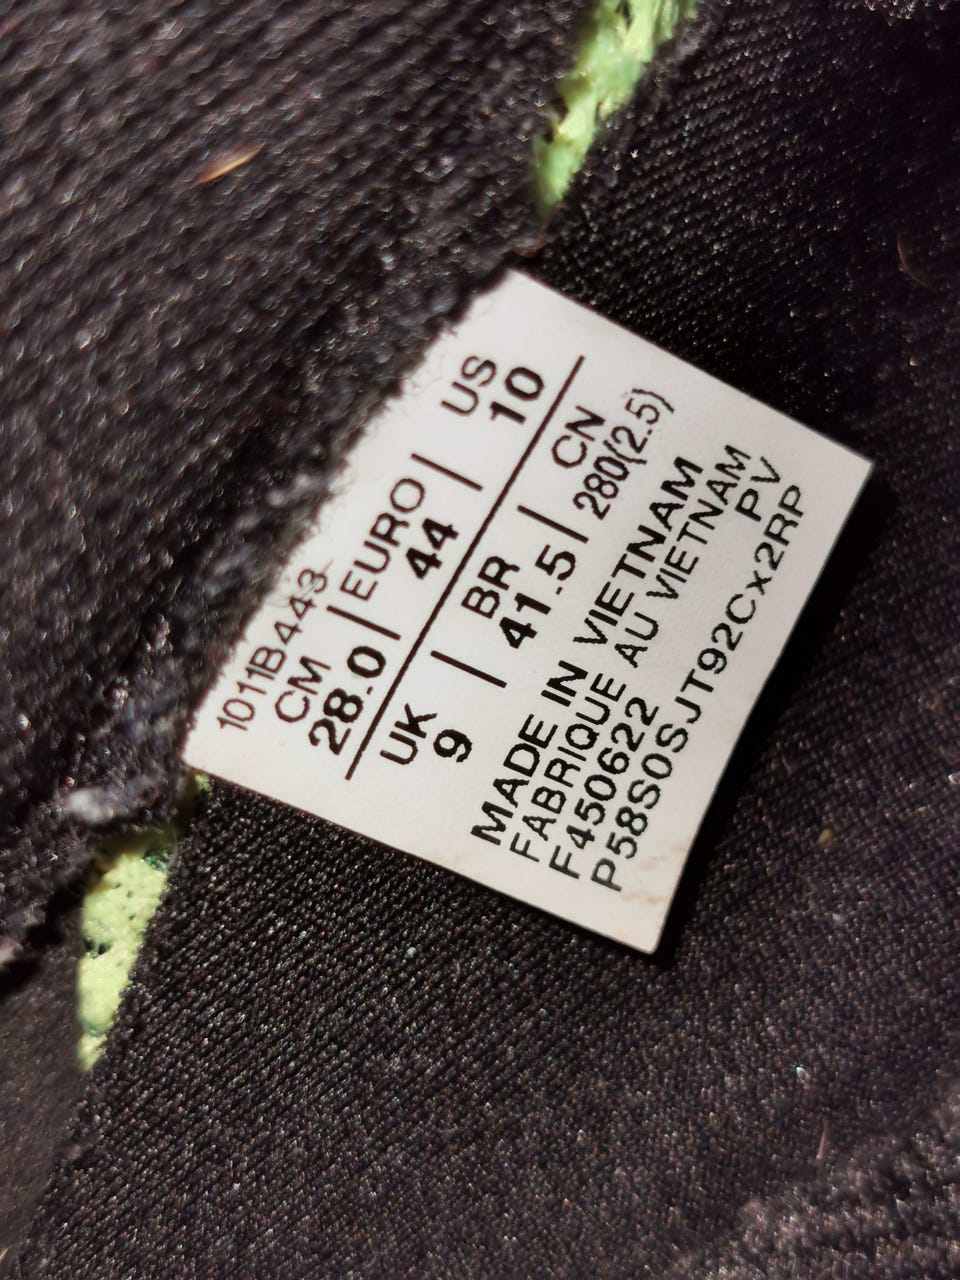 1011B443
CM | EURO | US
28.0 | 44 | 10
UK | BR | CN
9 | 41.5 | 280(2.5)
MADE IN VIETNAM
FABRIQUE AU VIETNAM
F450622 PV
P58S0SJT92Cx2RP